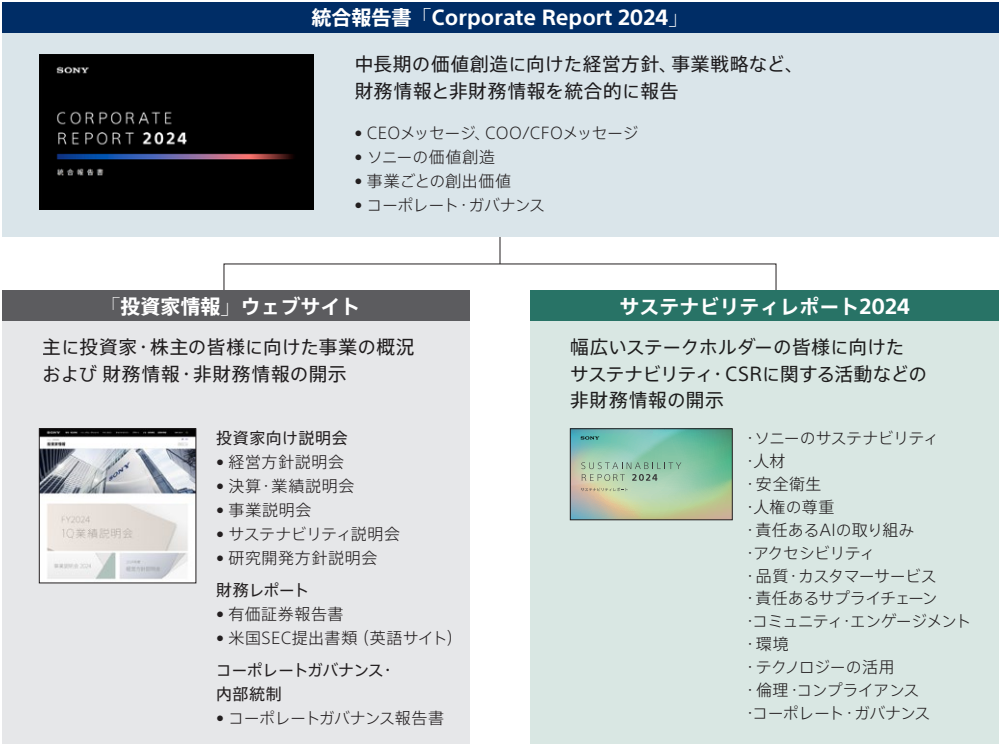 統合報告書「Corporate Report 2024」
SONY
CORPORATE
REPORT 2024
統合報告書
中長期の価値創造に向けた経営方針、事業戦略など、
財務情報と非財務情報を統合的に報告
• CEOメッセージ、COO/CFOメッセージ
• ソニーの価値創造
• 事業ごとの創出価値
• コーポレート・ガバナンス
「投資家情報」ウェブサイト
主に投資家・株主の皆様に向けた事業の概況
および 財務情報・非財務情報の開示
SONY
投資家情報
SONY
FY2024
1Q業績説明会
投資家向け説明会
• 経営方針説明会
• 決算・業績説明会
• 事業説明会
• サステナビリティ説明会
• 研究開発方針説明会
財務レポート
• 有価証券報告書
• 米国SEC提出書類（英語サイト）
コーポレートガバナンス・
内部統制
• コーポレートガバナンス報告書
サステナビリティレポート2024
幅広いステークホルダーの皆様に向けた
サステナビリティ・CSRに関する活動などの
非財務情報の開示
SONY
SUSTAINABILITY
REPORT 2024
サステナビリティレポート
・ソニーのサステナビリティ
・人材
・安全衛生
・人権の尊重
・責任あるAIの取り組み
・アクセシビリティ
・品質・カスタマーサービス
・責任あるサプライチェーン
・コミュニティ・エンゲージメント
・環境
・テクノロジーの活用
・倫理・コンプライアンス
・コーポレート・ガバナンス